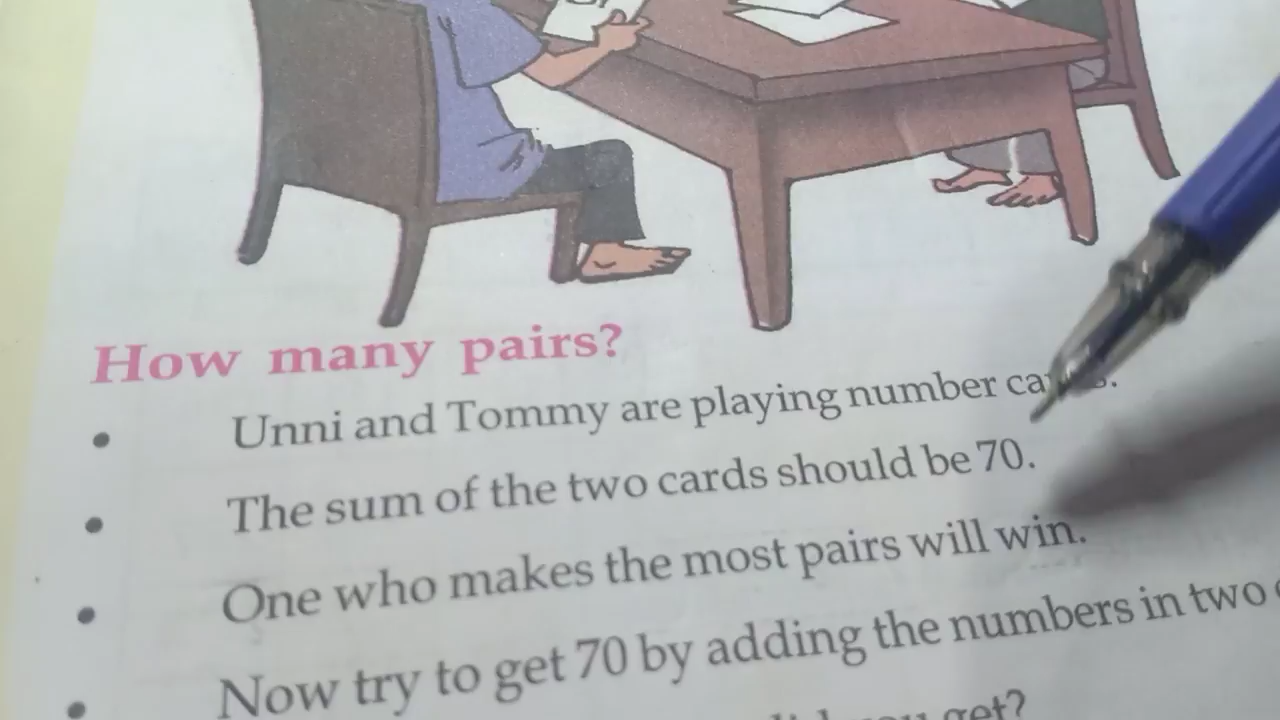 How many pairs?
Unni and Tommy are playing number
The sum of the two cards should be 70.
One who makes the most pairs will win.
Now try to get 70 by adding the numbers in two
get?